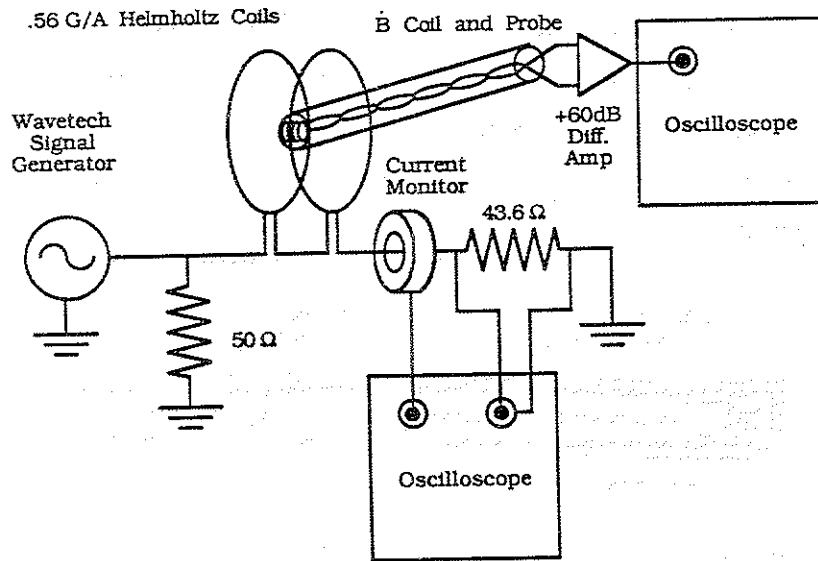 .56 G/A Helmholtz Coils
Ḃ Coil and Probe
Wavetech
Signal
Generator
+60dB
Diff.
Amp
Oscilloscope
Current
Monitor
43.6 Ω
50 Ω
Oscilloscope